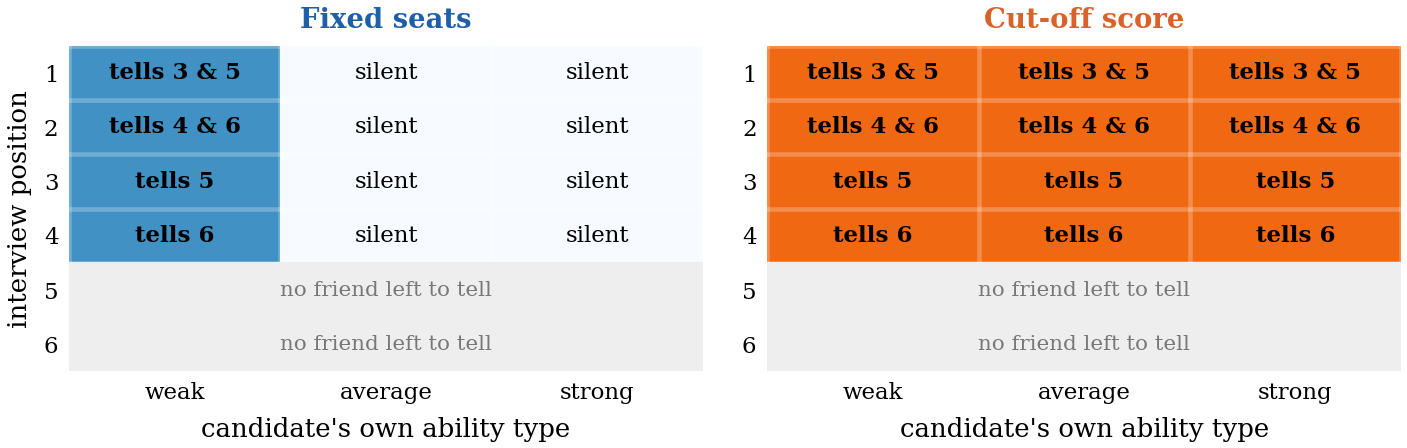 Fixed seats
interview position
1 tells 3 & 5 silent silent
2 tells 4 & 6 silent silent
3 tells 5 silent silent
4 tells 6 silent silent
5 no friend left to tell
6 no friend left to tell
weak average strong
candidate's own ability type
Cut-off score
1 tells 3 & 5 tells 3 & 5 tells 3 & 5
2 tells 4 & 6 tells 4 & 6 tells 4 & 6
3 tells 5 tells 5 tells 5
4 tells 6 tells 6 tells 6
5 no friend left to tell
6 no friend left to tell
weak average strong
candidate's own ability type